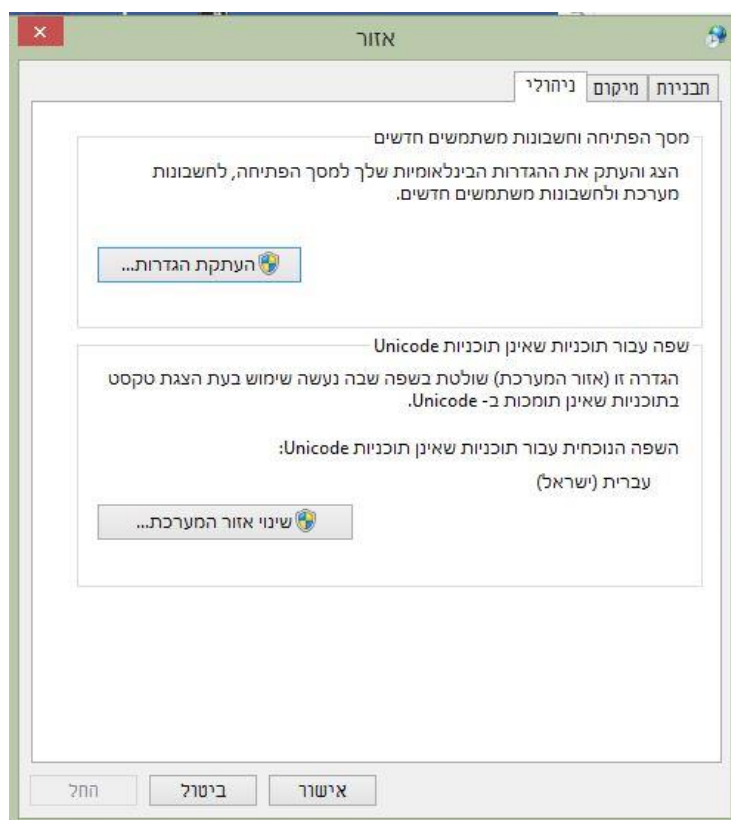 אזור
תבניות
מיקום
ניהולי
מסך הפתיחה וחשבונות משתמשים חדשים
הצג והעתק את ההגדרות הבינלאומיות שלך למסך הפתיחה, לחשבונות
מערכת ולחשבונות משתמשים חדשים.
העתקת הגדרות...
שפה עבור תוכניות שאינן תוכניות Unicode
הגדרה זו (אזור המערכת) שולטת בשפה שבה נעשה שימוש בעת הצגת טקסט
בתוכניות שאינן תומכות ב- Unicode.
השפה הנוכחית עבור תוכניות שאינן תוכניות Unicode:
עברית (ישראל)
שינוי אזור המערכת...
אישור
ביטול
החל